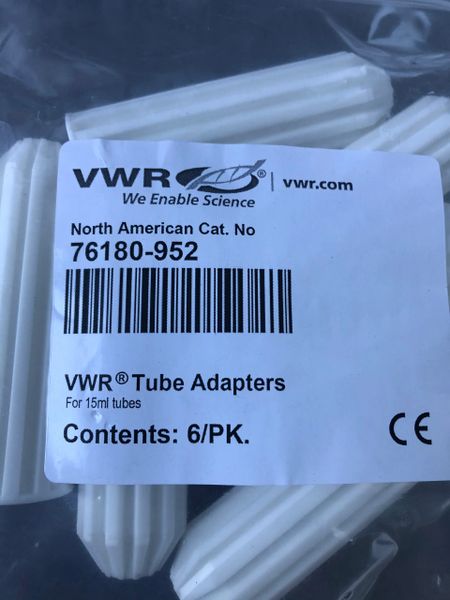 VWR® | vwr.com
We Enable Science
North American Cat. No
76180-952
VWR® Tube Adapters
For 15ml tubes
Contents: 6/PK.
CE